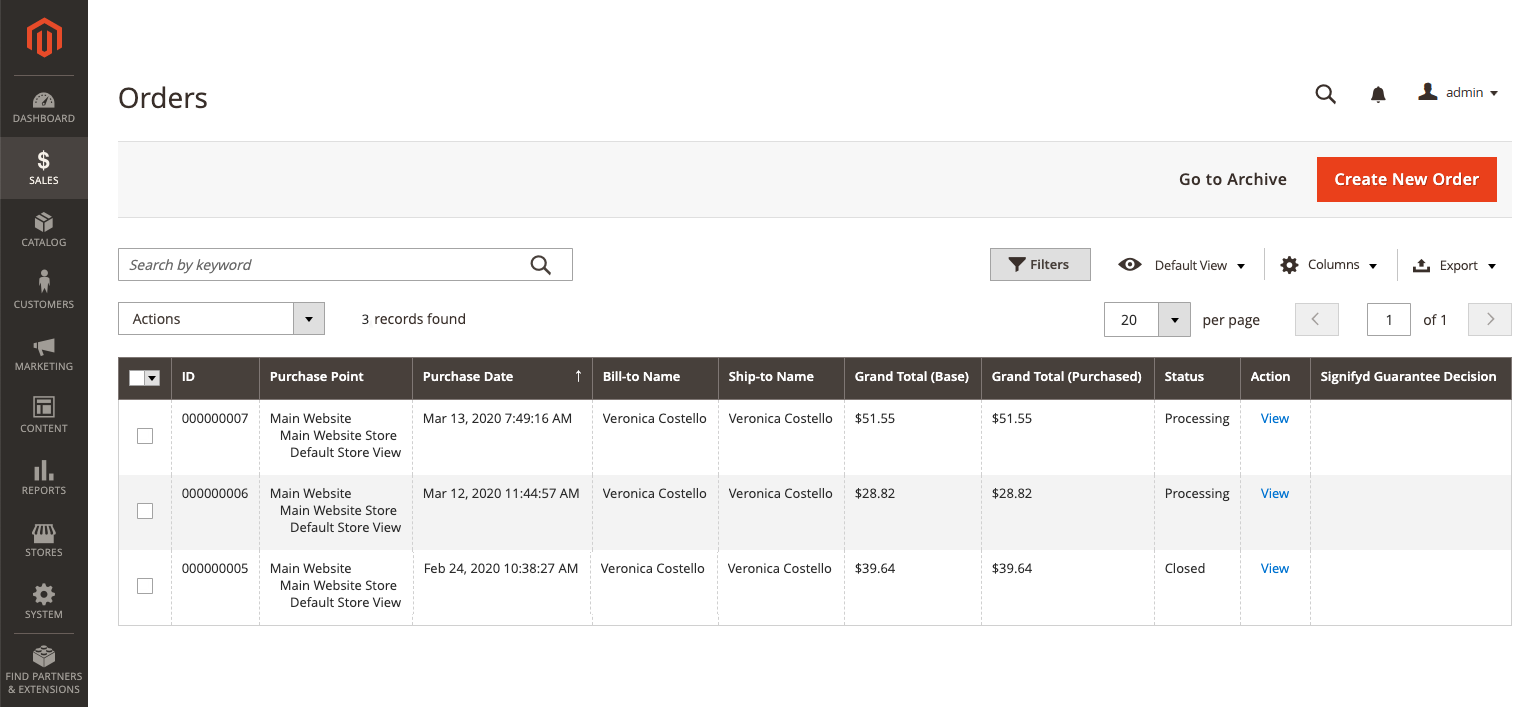 Orders
admin
DASHBOARD
SALES
CATALOG
CUSTOMERS
MARKETING
CONTENT
REPORTS
STORES
SYSTEM
FIND PARTNERS
& EXTENSIONS
Go to Archive Create New Order
Search by keyword Filters Default View Columns Export
Actions 3 records found 20 per page 1 of 1
ID Purchase Point Purchase Date ↑ Bill-to Name Ship-to Name Grand Total (Base) Grand Total (Purchased) Status Action Signifyd Guarantee Decision
000000007 Main Website Mar 13, 2020 7:49:16 AM Veronica Costello Veronica Costello $51.55 $51.55 Processing View
Main Website Store
Default Store View
000000006 Main Website Mar 12, 2020 11:44:57 AM Veronica Costello Veronica Costello $28.82 $28.82 Processing View
Main Website Store
Default Store View
000000005 Main Website Feb 24, 2020 10:38:27 AM Veronica Costello Veronica Costello $39.64 $39.64 Closed View
Main Website Store
Default Store View